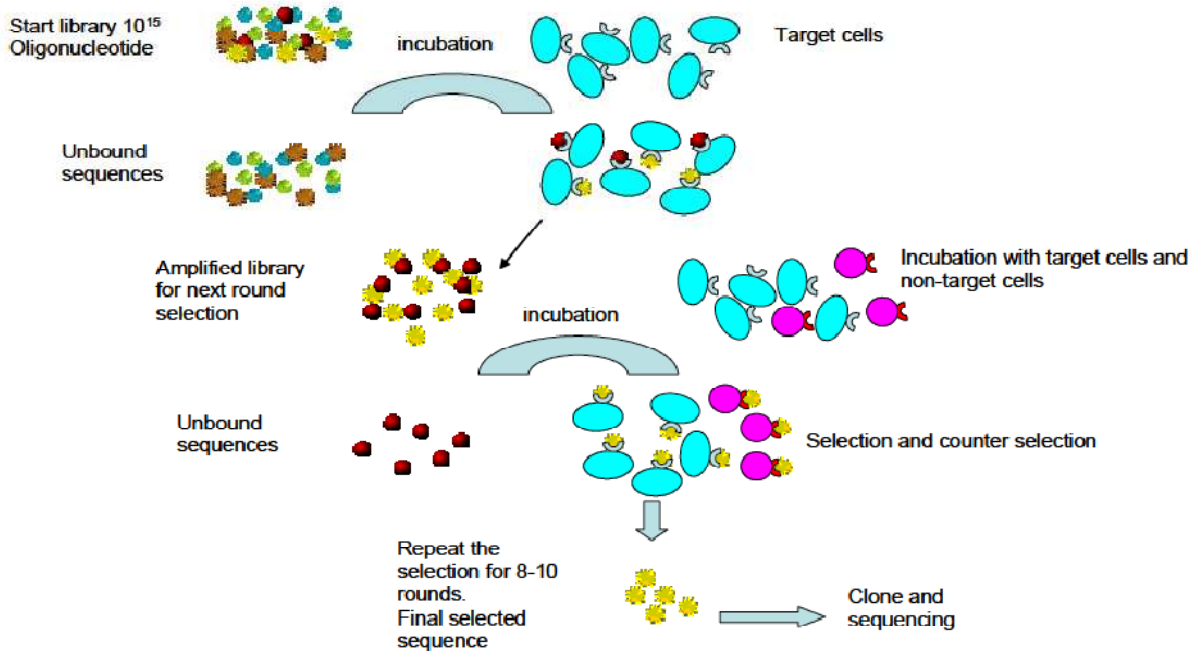 Start library 10¹⁵
Oligonucleotide
incubation
Target cells
Unbound
sequences
Amplified library
for next round
selection
incubation
Incubation with target cells and
non-target cells
Unbound
sequences
Selection and counter selection
Repeat the
selection for 8-10
rounds.
Final selected
sequence
Clone and
sequencing